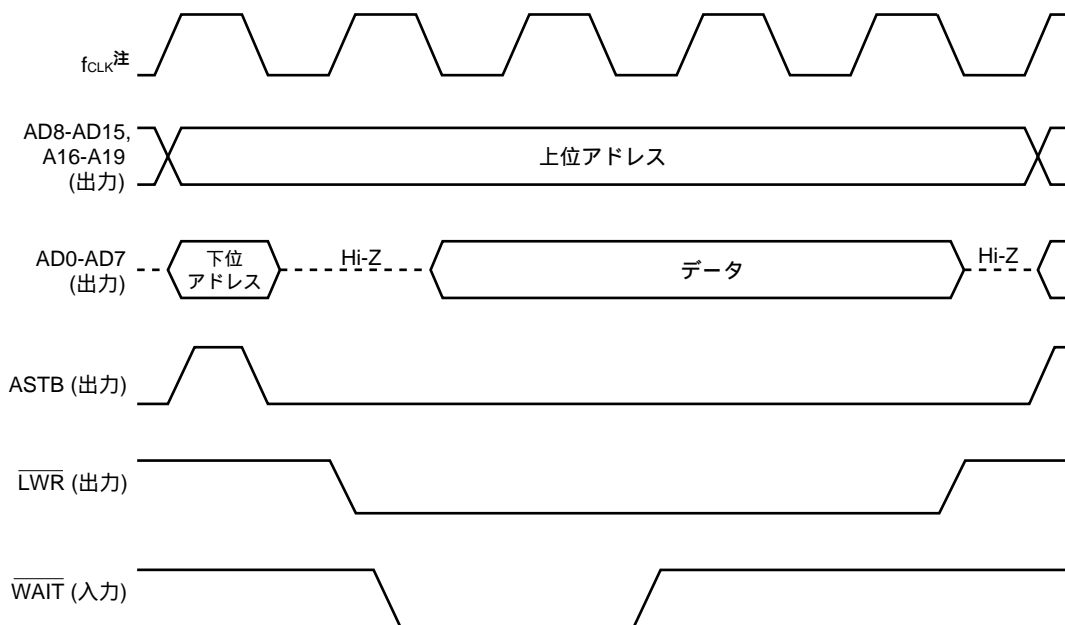 fCLK注
AD8-AD15,
A16-A19
(出力)
上位アドレス
AD0-AD7
(出力)
下位
アドレス
Hi-Z
データ
Hi-Z
ASTB (出力)
LWR (出力)
WAIT (入力)